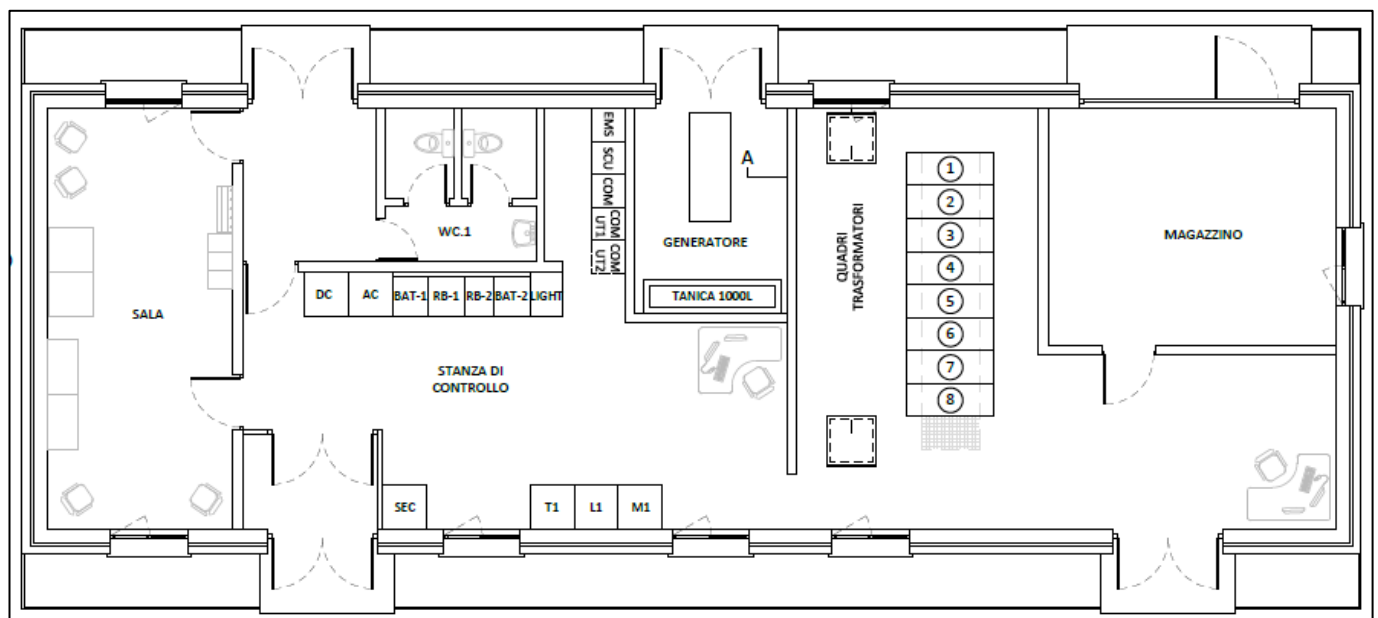 EMS
SCU
COM
COM
UT1
COM
UT2
A
WC.1
GENERATORE
TANICA 1000L
DC
AC
BAT-1
RB-1
RB-2
BAT-2
LIGHT
SALA
STANZA DI
CONTROLLO
SEC
T1
L1
M1
QUADRI
TRASFORMATORI
1
2
3
4
5
6
7
8
MAGAZZINO